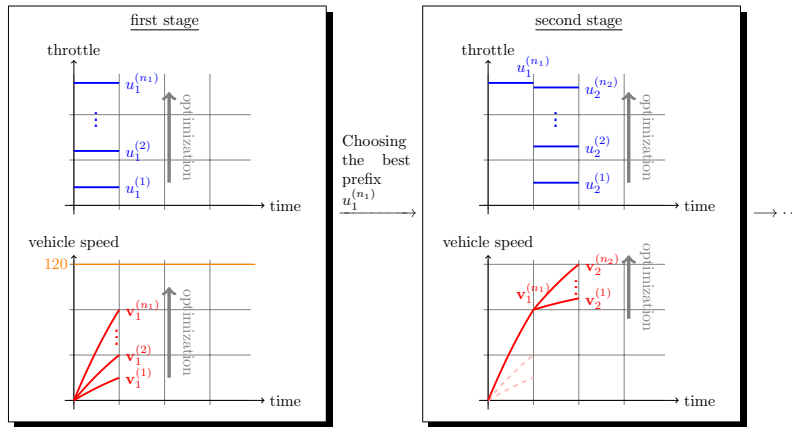 first stage
throttle
u_1^{(n_1)}
⋮
u_1^{(2)}
u_1^{(1)}
optimization
time
vehicle speed
120
v_1^{(n_1)}
⋮
v_1^{(2)}
v_1^{(1)}
optimization
time
Choosing
the best
prefix
u_1^{(n_1)}
second stage
throttle
u_1^{(n_1)}
u_2^{(n_2)}
⋮
u_2^{(2)}
u_2^{(1)}
optimization
time
vehicle speed
v_2^{(n_2)}
v_1^{(n_1)}
⋮
v_2^{(1)}
optimization
time
⋯